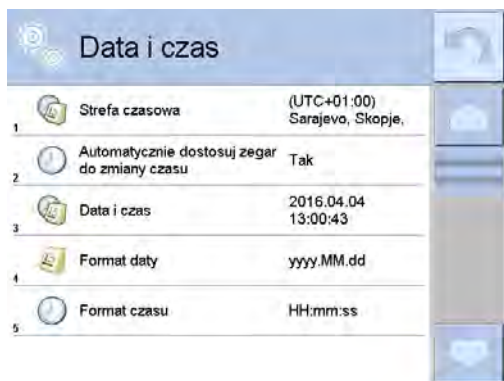 Data i czas
1 Strefa czasowa
(UTC+01:00)
Sarajevo, Skopje,
2 Automatycznie dostosuj zegar
do zmiany czasu
Tak
3 Data i czas
2016.04.04
13:00:43
4 Format daty
yyyy.MM.dd
5 Format czasu
HH:mm:ss